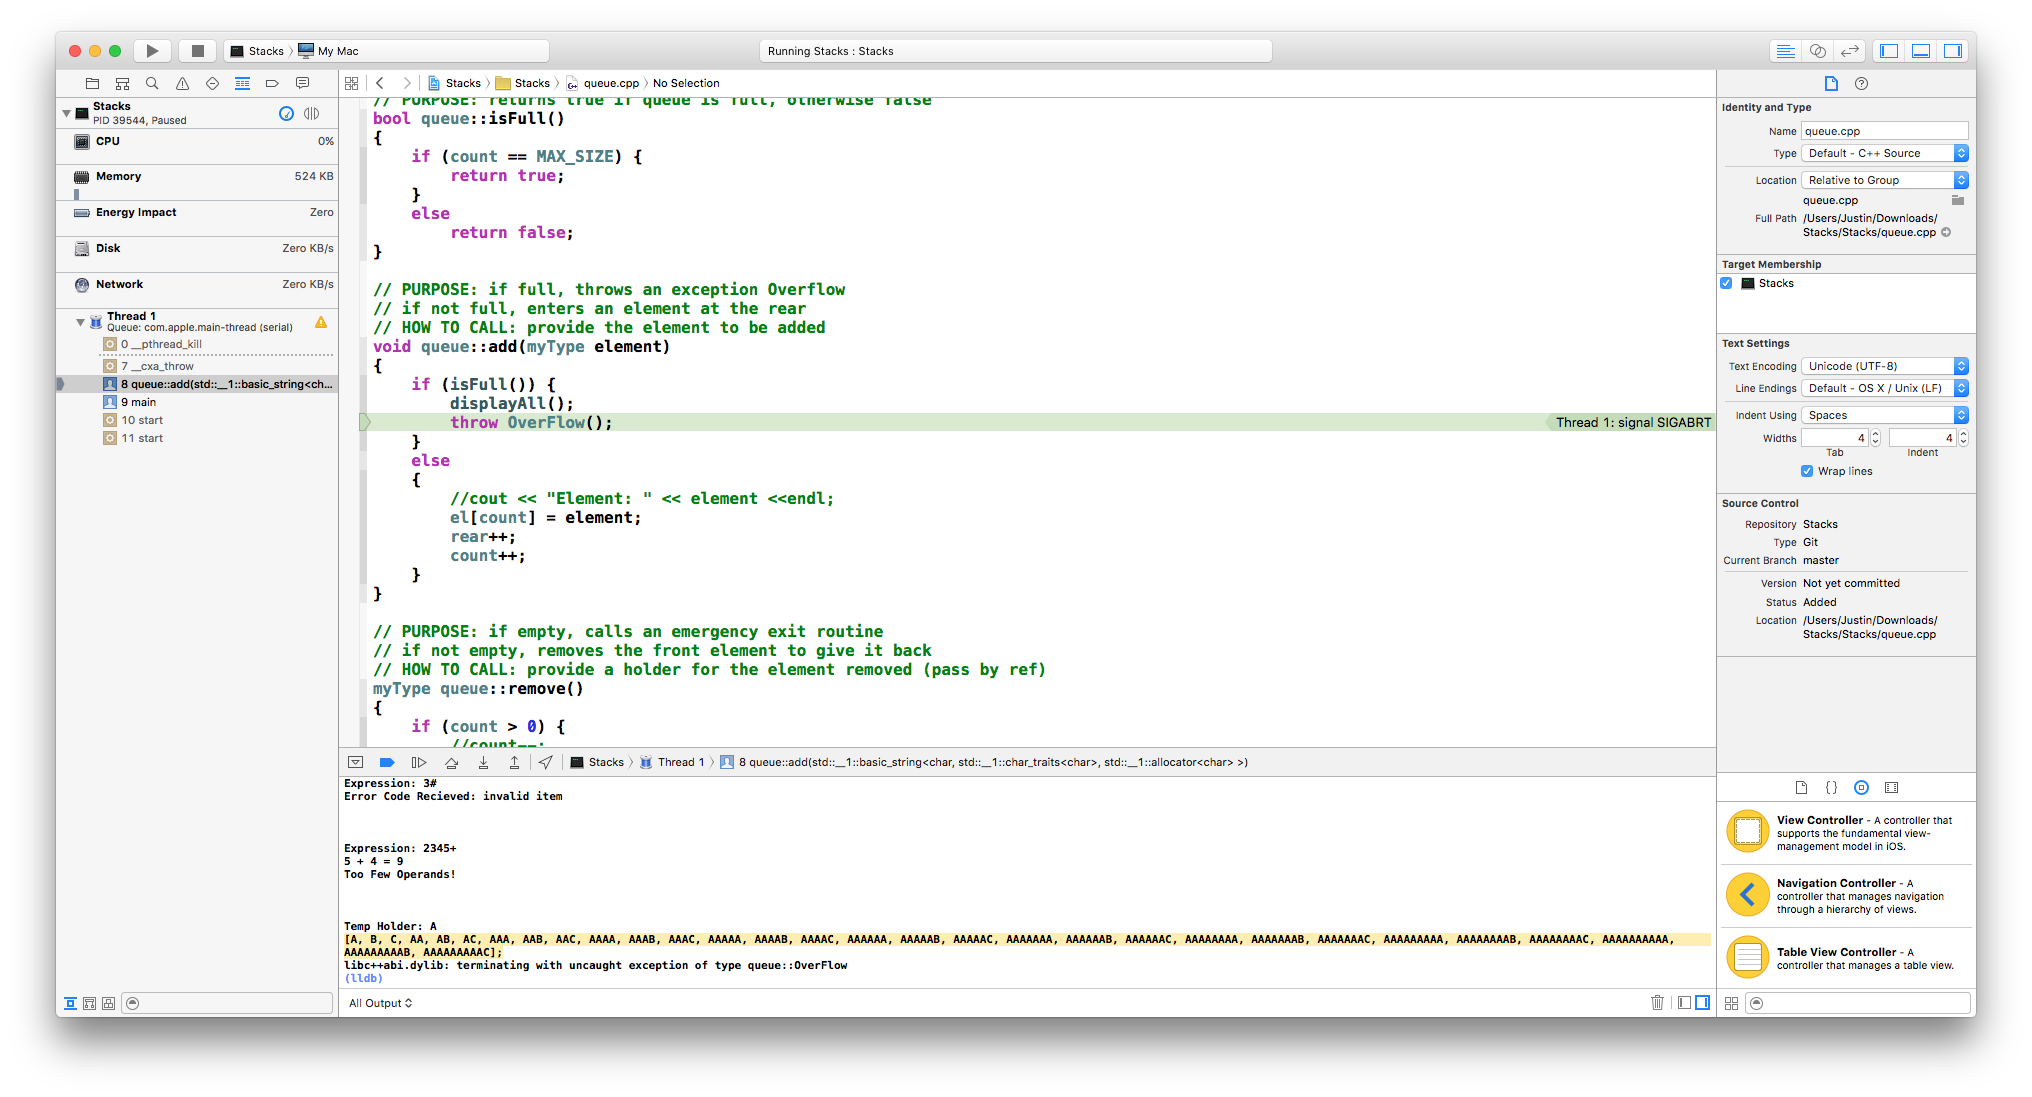 Stacks
My Mac
Running Stacks : Stacks
Stacks
PID 39544, Paused
CPU 0%
Memory 524 KB
Energy Impact Zero
Disk Zero KB/s
Network Zero KB/s
Thread 1
Queue: com.apple.main-thread (serial)
0 __pthread_kill
7 __cxa_throw
8 queue::add(std::__1::basic_string<ch...
9 main
10 start
11 start
Stacks
Stacks
queue.cpp
No Selection
// PURPOSE: returns true if queue is full, otherwise false
bool queue::isFull()
{
    if (count == MAX_SIZE) {
        return true;
    }
    else
        return false;
}
// PURPOSE: if full, throws an exception Overflow
// if not full, enters an element at the rear
// HOW TO CALL: provide the element to be added
void queue::add(myType element)
{
    if (isFull()) {
        displayAll();
        throw OverFlow(); Thread 1: signal SIGABRT
    }
    else
    {
        //cout << "Element: " << element <<endl;
        el[count] = element;
        rear++;
        count++;
    }
}
// PURPOSE: if empty, calls an emergency exit routine
// if not empty, removes the front element to give it back
// HOW TO CALL: provide a holder for the element removed (pass by ref)
myType queue::remove()
{
    if (count > 0) {
        //count--;
Stacks
Thread 1
8 queue::add(std::__1::basic_string<char, std::__1::char_traits<char>, std::__1::allocator<char> >)
Expression: 3#
Error Code Recieved: invalid item
Expression: 2345+
5 + 4 = 9
Too Few Operands!
Temp Holder: A
[A, B, C, AA, AB, AC, AAA, AAB, AAC, AAAA, AAAB, AAAC, AAAAA, AAAAB, AAAAC, AAAAAA, AAAAAB, AAAAAC, AAAAAAA, AAAAAAB, AAAAAAC, AAAAAAAA, AAAAAAAB, AAAAAAAC, AAAAAAAAA, AAAAAAAAB, AAAAAAAAC, AAAAAAAAAA,
AAAAAAAAAB, AAAAAAAAAC];
libc++abi.dylib: terminating with uncaught exception of type queue::OverFlow
(lldb)
All Output
Identity and Type
Name queue.cpp
Type Default - C++ Source
Location Relative to Group
queue.cpp
Full Path /Users/Justin/Downloads/
Stacks/Stacks/queue.cpp
Target Membership
Stacks
Text Settings
Text Encoding Unicode (UTF-8)
Line Endings Default - OS X / Unix (LF)
Indent Using Spaces
Widths 4 4
Tab Indent
Wrap lines
Source Control
Repository Stacks
Type Git
Current Branch master
Version Not yet committed
Status Added
Location /Users/Justin/Downloads/
Stacks/Stacks/queue.cpp
View Controller - A controller that
supports the fundamental view-
management model in iOS.
Navigation Controller - A
controller that manages navigation
through a hierarchy of views.
Table View Controller - A
controller that manages a table view.